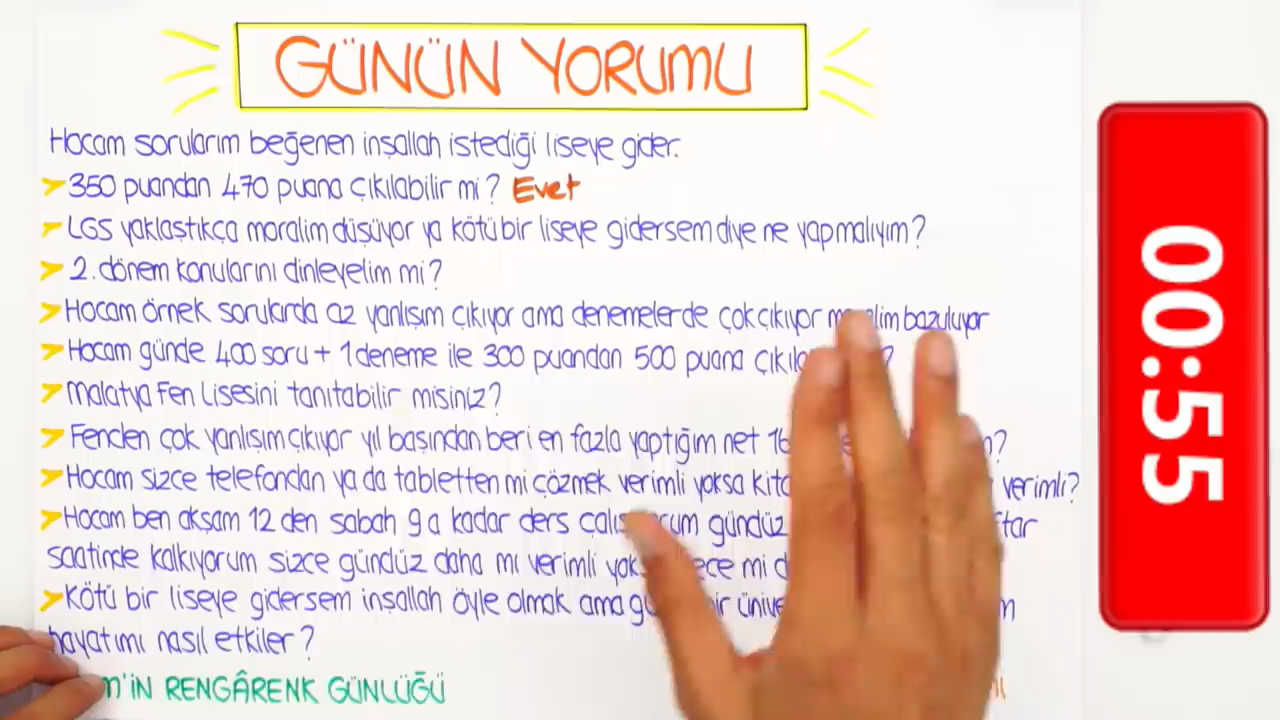 GÜNÜN YORUMU
Hocam sorularım beğenen inşallah istediği liseye gider.
➤ 350 puandan 470 puana çıkılabilir mi? Evet
➤ LGS yaklaştıkça moralim düşüyor ya kötü bir liseye gidersem diye ne yapmalıyım?
➤ 2. dönem konularını dinleyelim mi?
➤ Hocam örnek sorularda az yanlışım çıkıyor ama denemelerde çok çıkıyor bozuluyor
➤ Hocam günde 400 soru + 1 deneme ile 300 puandan 500 puana ?
➤ Malatya Fen Lisesini tanıtabilir misiniz?
➤ Fenden çok yanlışım çıkıyor yıl başından beri en fazla yaptığım net 16
➤ Hocam sizce telefondan ya da tabletten mi çözmek verimli yoksa verimli?
➤ Hocam ben akşam 12 den sabah 9 a kadar ders gündüz
saatinde kalkıyorum sizce gündüz daha mı verimli mi
➤ Kötü bir liseye gidersem inşallah öyle olmak ama bir
hayatımı nasıl etkiler?
RENGÂRENK GÜNLÜĞÜ
00:55